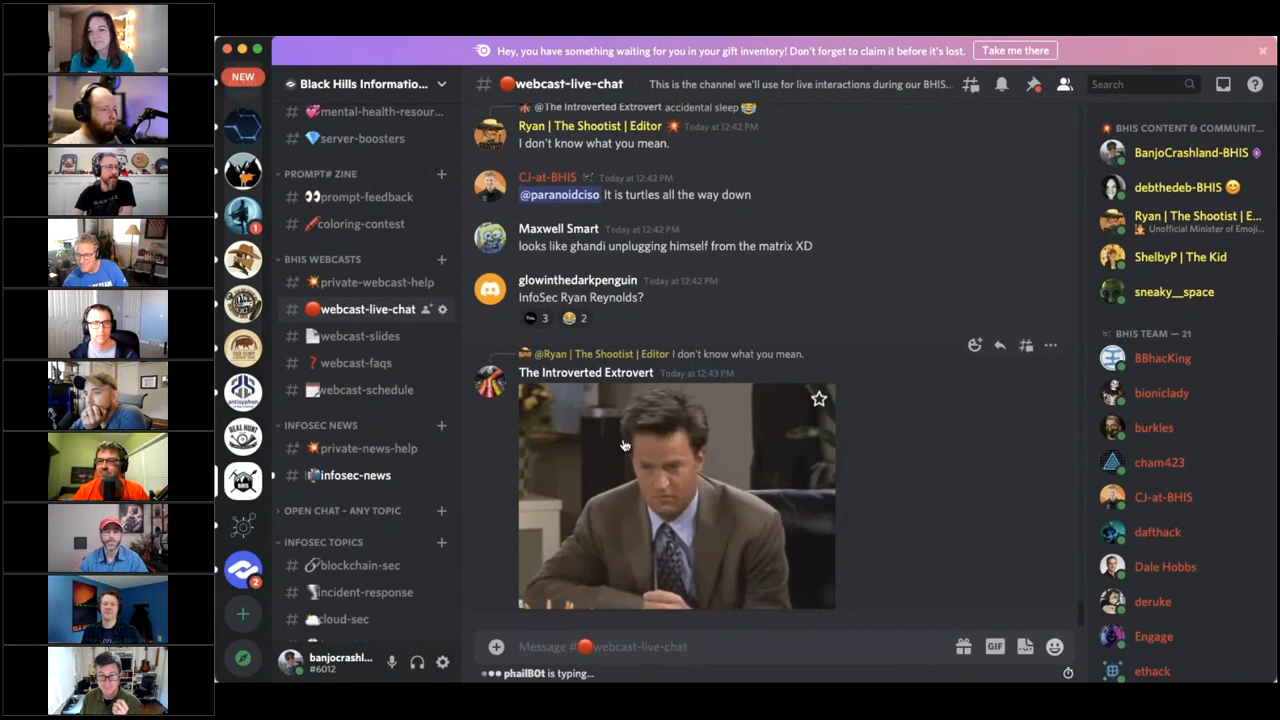 Hey, you have something waiting for you in your gift inventory! Don't forget to claim it before it's lost.
Take me there
NEW
Black Hills Informatio...
mental-health-resour...
server-boosters
PROMPT# ZINE
prompt-feedback
coloring-contest
BHIS WEBCASTS
private-webcast-help
webcast-live-chat
webcast-slides
webcast-faqs
webcast-schedule
INFOSEC NEWS
private-news-help
infosec-news
OPEN CHAT - ANY TOPIC
INFOSEC TOPICS
blockchain-sec
incident-response
cloud-sec
1
2
antisyphon
REAL HUNT
BHIS
banjocrashl...
#6012
webcast-live-chat
This is the channel we'll use for live interactions during our BHIS...
Search
@The Introverted Extrovert accidental sleep 😂
Ryan | The Shootist | Editor Today at 12:42 PM
I don't know what you mean.
CJ-at-BHIS Today at 12:42 PM
@paranoidciso It is turtles all the way down
Maxwell Smart Today at 12:42 PM
looks like ghandi unplugging himself from the matrix XD
glowinthedarkpenguin Today at 12:42 PM
InfoSec Ryan Reynolds?
3 😂 2
@Ryan | The Shootist | Editor I don't know what you mean.
The Introverted Extrovert Today at 12:43 PM
Message #🔴webcast-live-chat
GIF
phailB0t is typing...
BHIS CONTENT & COMMUNIT...
BanjoCrashland-BHIS
debthedeb-BHIS 😊
Ryan | The Shootist | E...
Unofficial Minister of Emoji...
ShelbyP | The Kid
sneaky__space
BHIS TEAM — 21
BBhacKing
bioniclady
burkles
cham423
CJ-at-BHIS
dafthack
Dale Hobbs
deruke
Engage
ethack